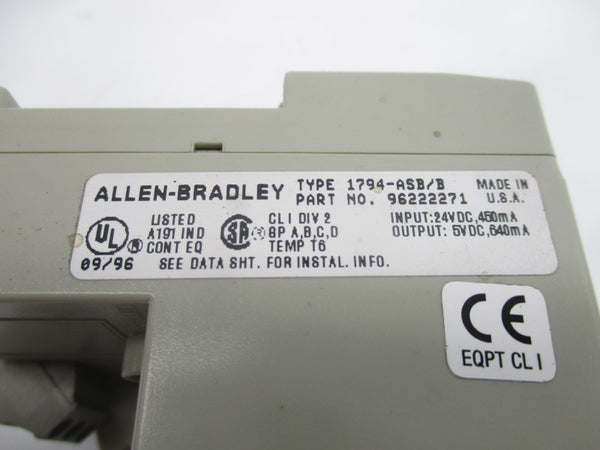 ALLEN-BRADLEY TYPE 1794-ASB/B MADE IN
PART NO. 96222271 U.S.A.
UL LISTED CL I DIV 2 INPUT:24VDC, 450mA
A191 IND GP A,B,C,D OUTPUT: 5VDC,640mA
CONT EQ TEMP T6
09/96 SEE DATA SHT. FOR INSTAL. INFO.
CE
EQPT CL I